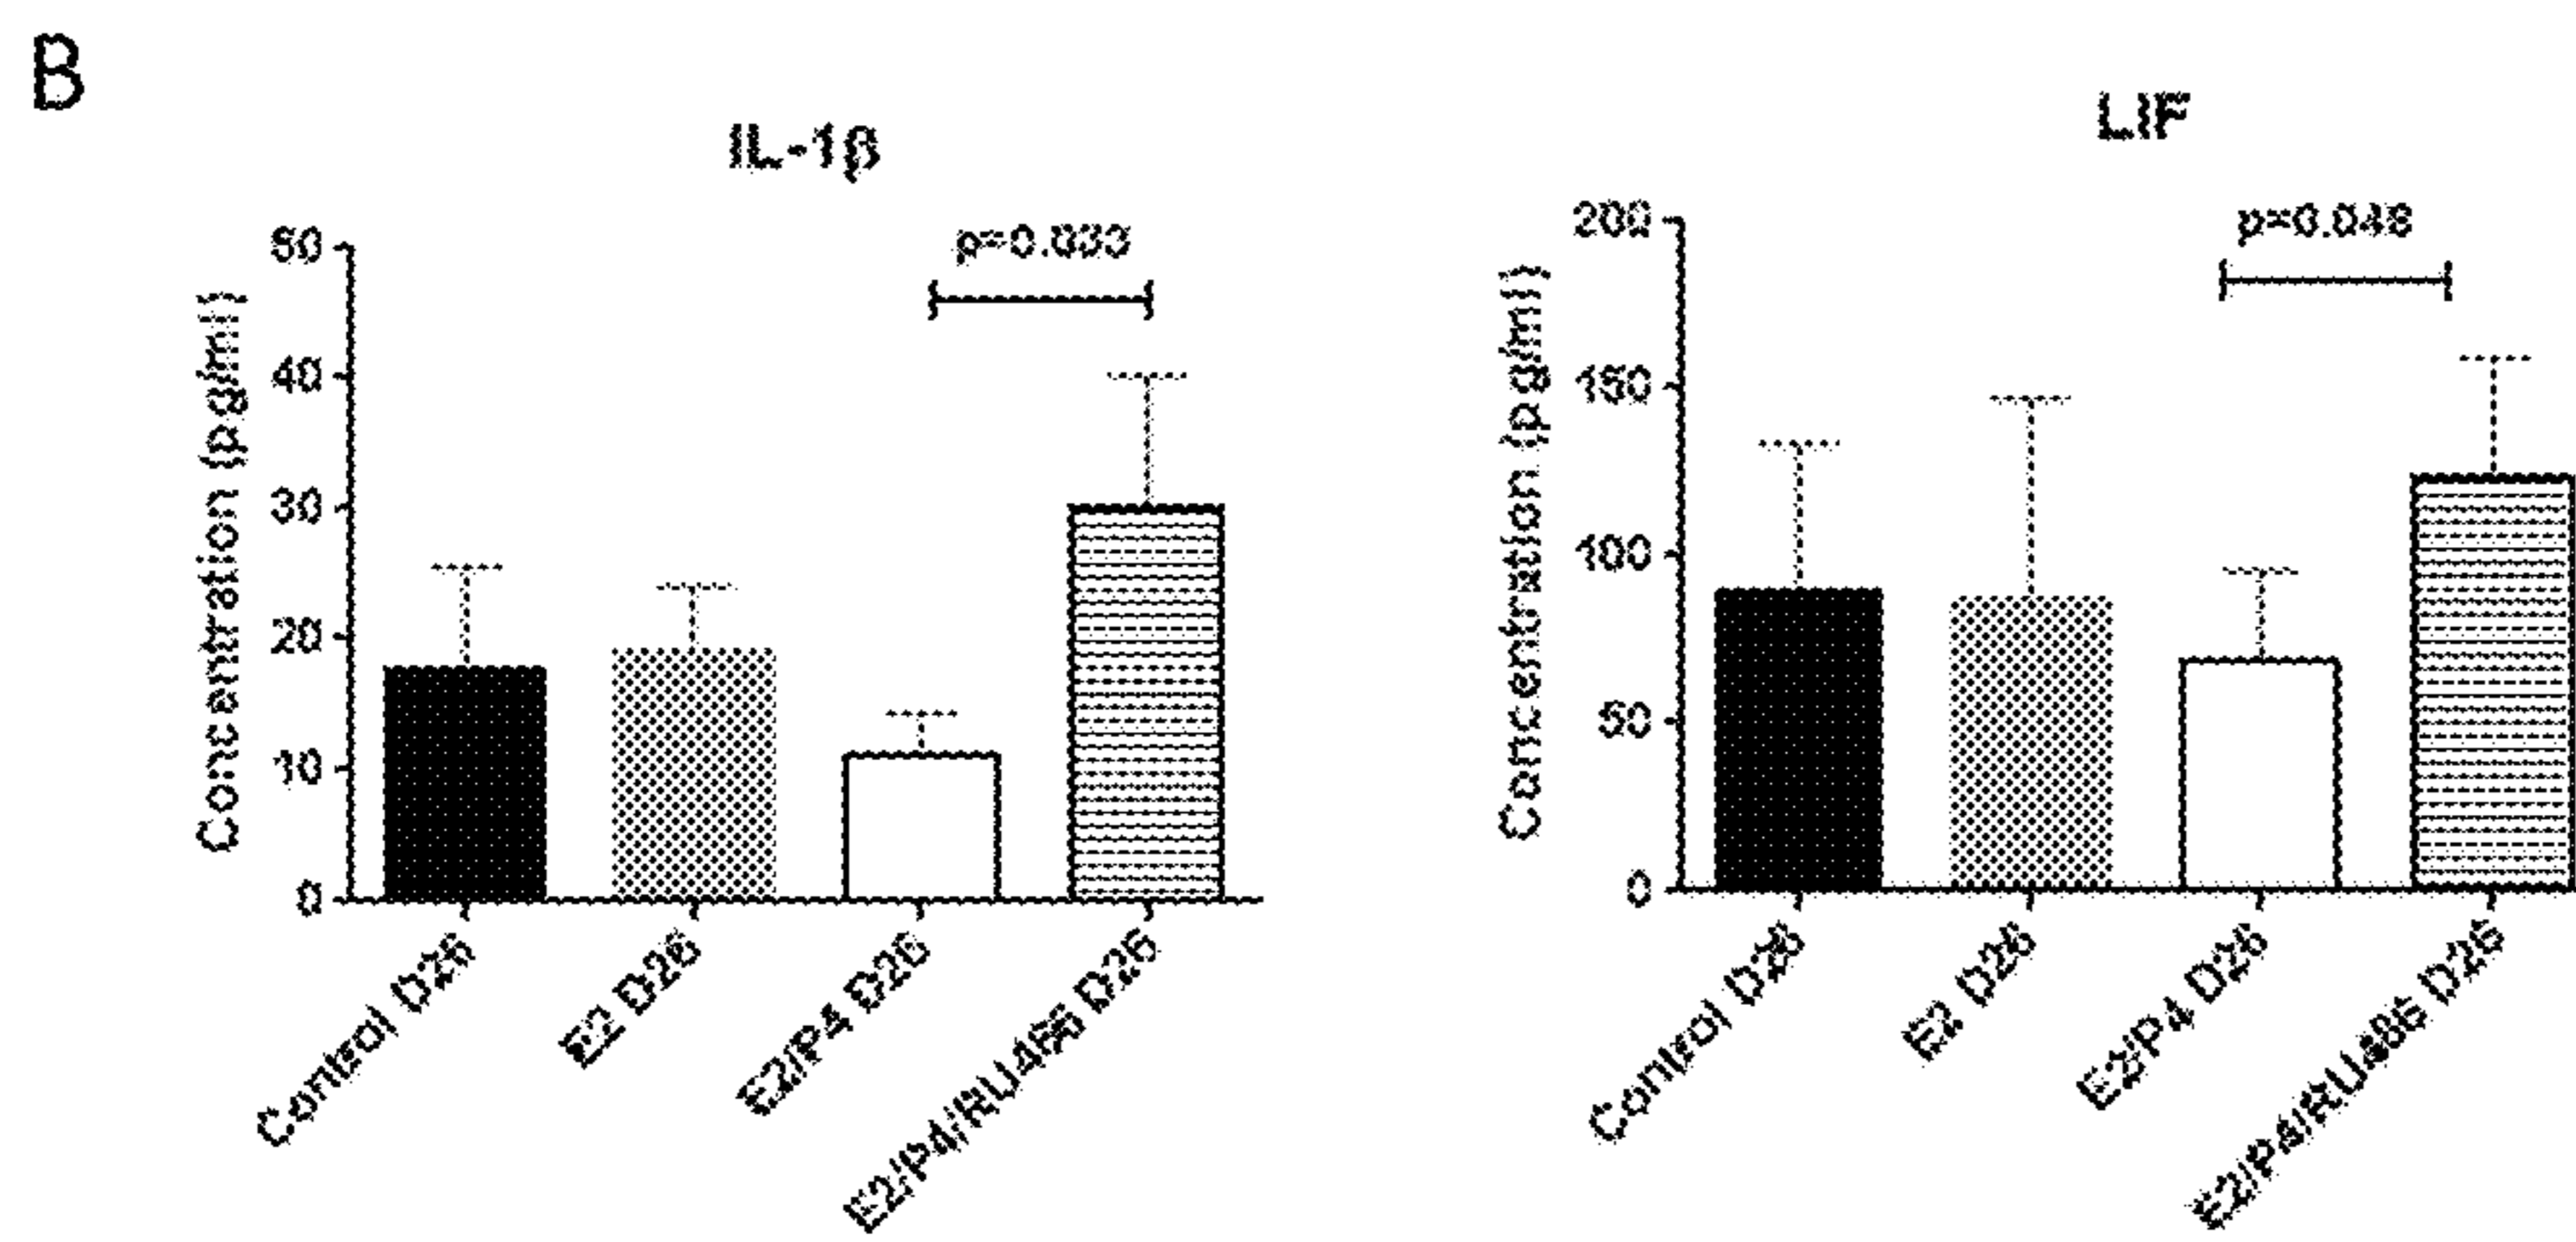 B
IL-1β
p=0.033
50
40
30
20
10
0
Concentration (pg/ml)
Control D26
E2 D26
E2/P4 D26
E2/P4/RU486 D26
LIF
p=0.048
200
150
100
50
0
Concentration (pg/ml)
Control D26
E2 D26
E2/P4 D26
E2/P4/RU486 D26